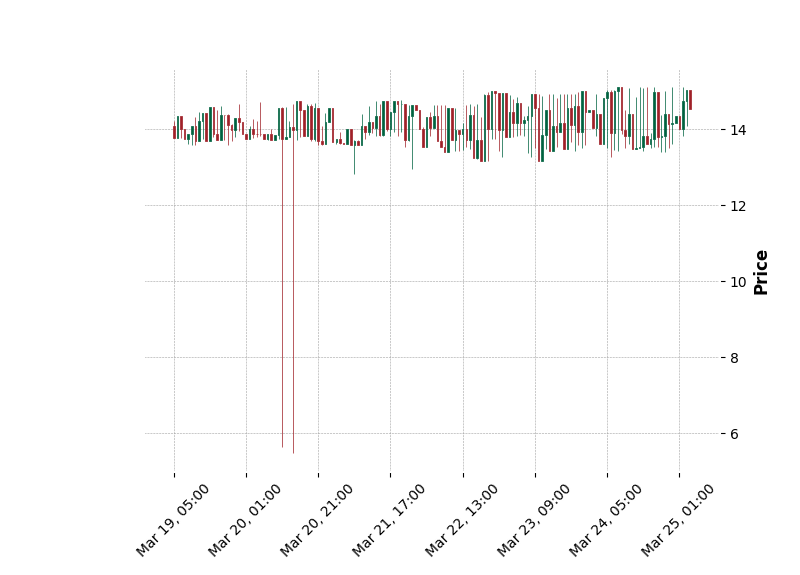 14
12
10
8
6
Price
Mar 19, 05:00
Mar 20, 01:00
Mar 20, 21:00
Mar 21, 17:00
Mar 22, 13:00
Mar 23, 09:00
Mar 24, 05:00
Mar 25, 01:00